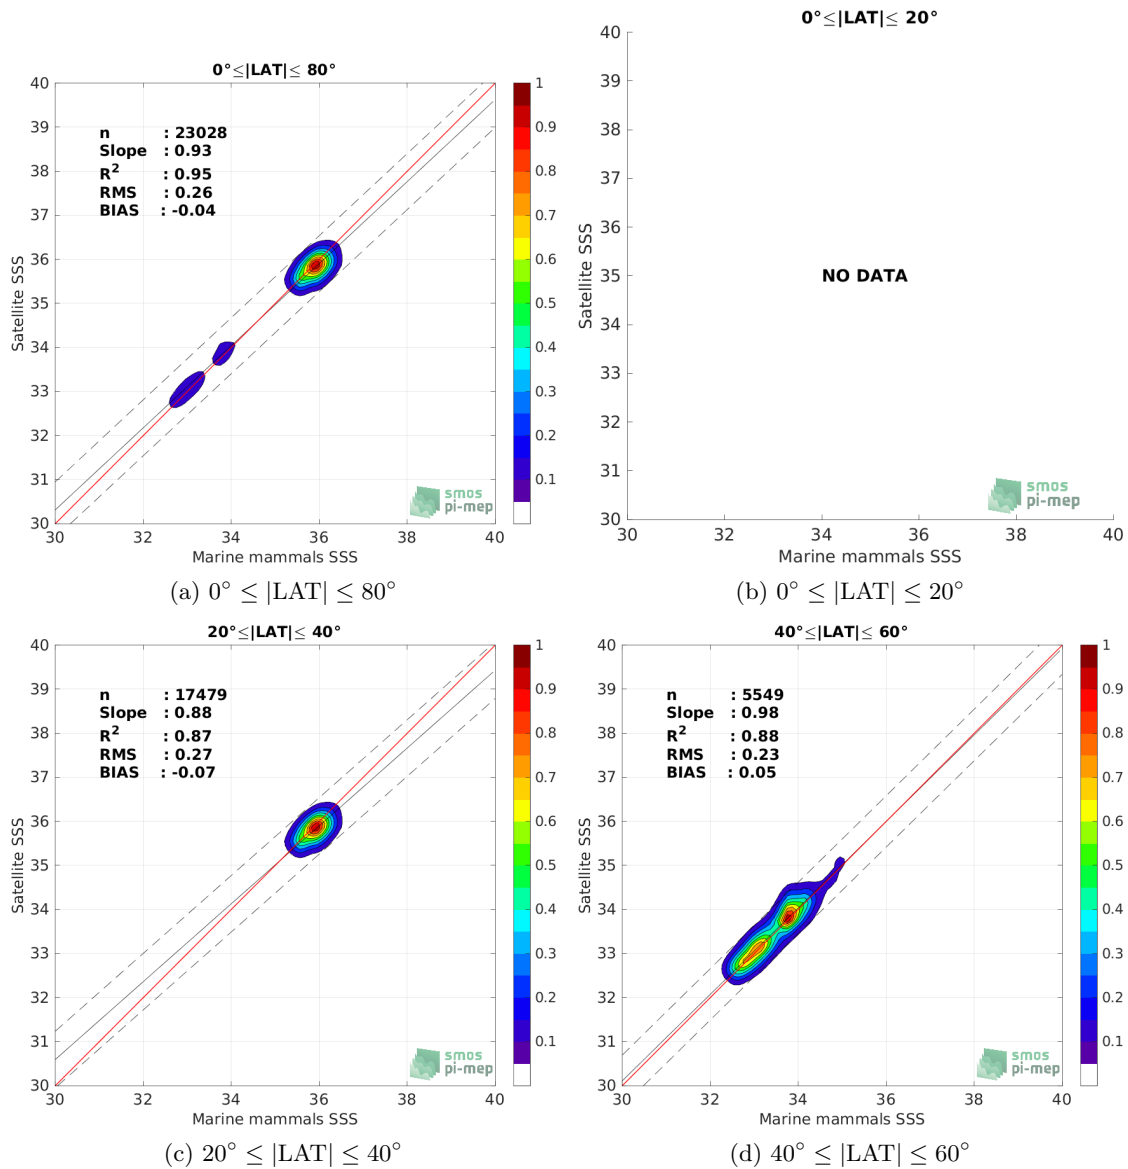 0°≤|LAT|≤ 80°
40
39
38
37
36
35
34
33
32
31
30
Satellite SSS
n : 23028
Slope : 0.93
R² : 0.95
RMS : 0.26
BIAS : -0.04
smos
pi-mep
30 32 34 36 38 40
Marine mammals SSS
1
0.9
0.8
0.7
0.6
0.5
0.4
0.3
0.2
0.1
(a) 0° ≤ |LAT| ≤ 80°
0°≤|LAT|≤ 20°
40
39
38
37
36
35
34
33
32
31
30
Satellite SSS
NO DATA
smos
pi-mep
30 32 34 36 38 40
Marine mammals SSS
(b) 0° ≤ |LAT| ≤ 20°
20°≤|LAT|≤ 40°
40
39
38
37
36
35
34
33
32
31
30
Satellite SSS
n : 17479
Slope : 0.88
R² : 0.87
RMS : 0.27
BIAS : -0.07
smos
pi-mep
30 32 34 36 38 40
Marine mammals SSS
1
0.9
0.8
0.7
0.6
0.5
0.4
0.3
0.2
0.1
(c) 20° ≤ |LAT| ≤ 40°
40°≤|LAT|≤ 60°
40
39
38
37
36
35
34
33
32
31
30
Satellite SSS
n : 5549
Slope : 0.98
R² : 0.88
RMS : 0.23
BIAS : 0.05
smos
pi-mep
30 32 34 36 38 40
Marine mammals SSS
1
0.9
0.8
0.7
0.6
0.5
0.4
0.3
0.2
0.1
(d) 40° ≤ |LAT| ≤ 60°